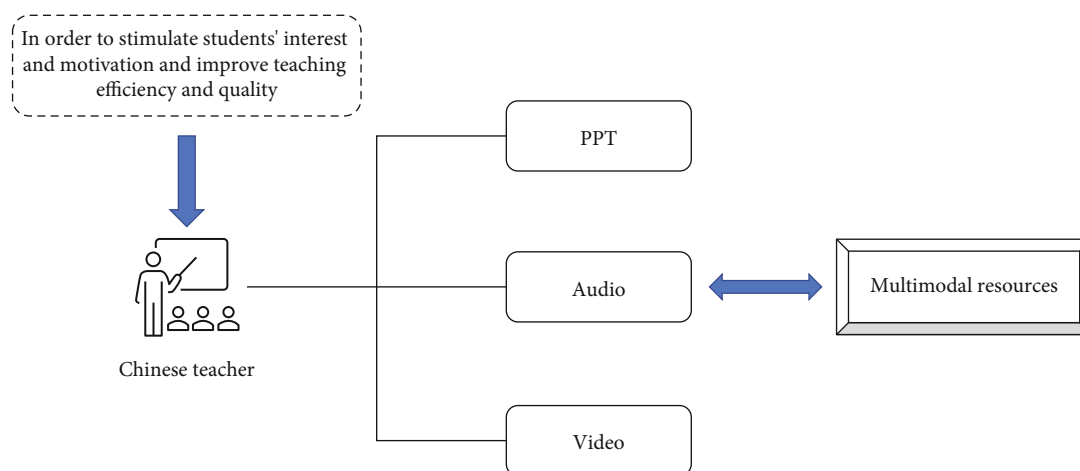 In order to stimulate students' interest
and motivation and improve teaching
efficiency and quality
PPT
Audio
Multimodal resources
Chinese teacher
Video